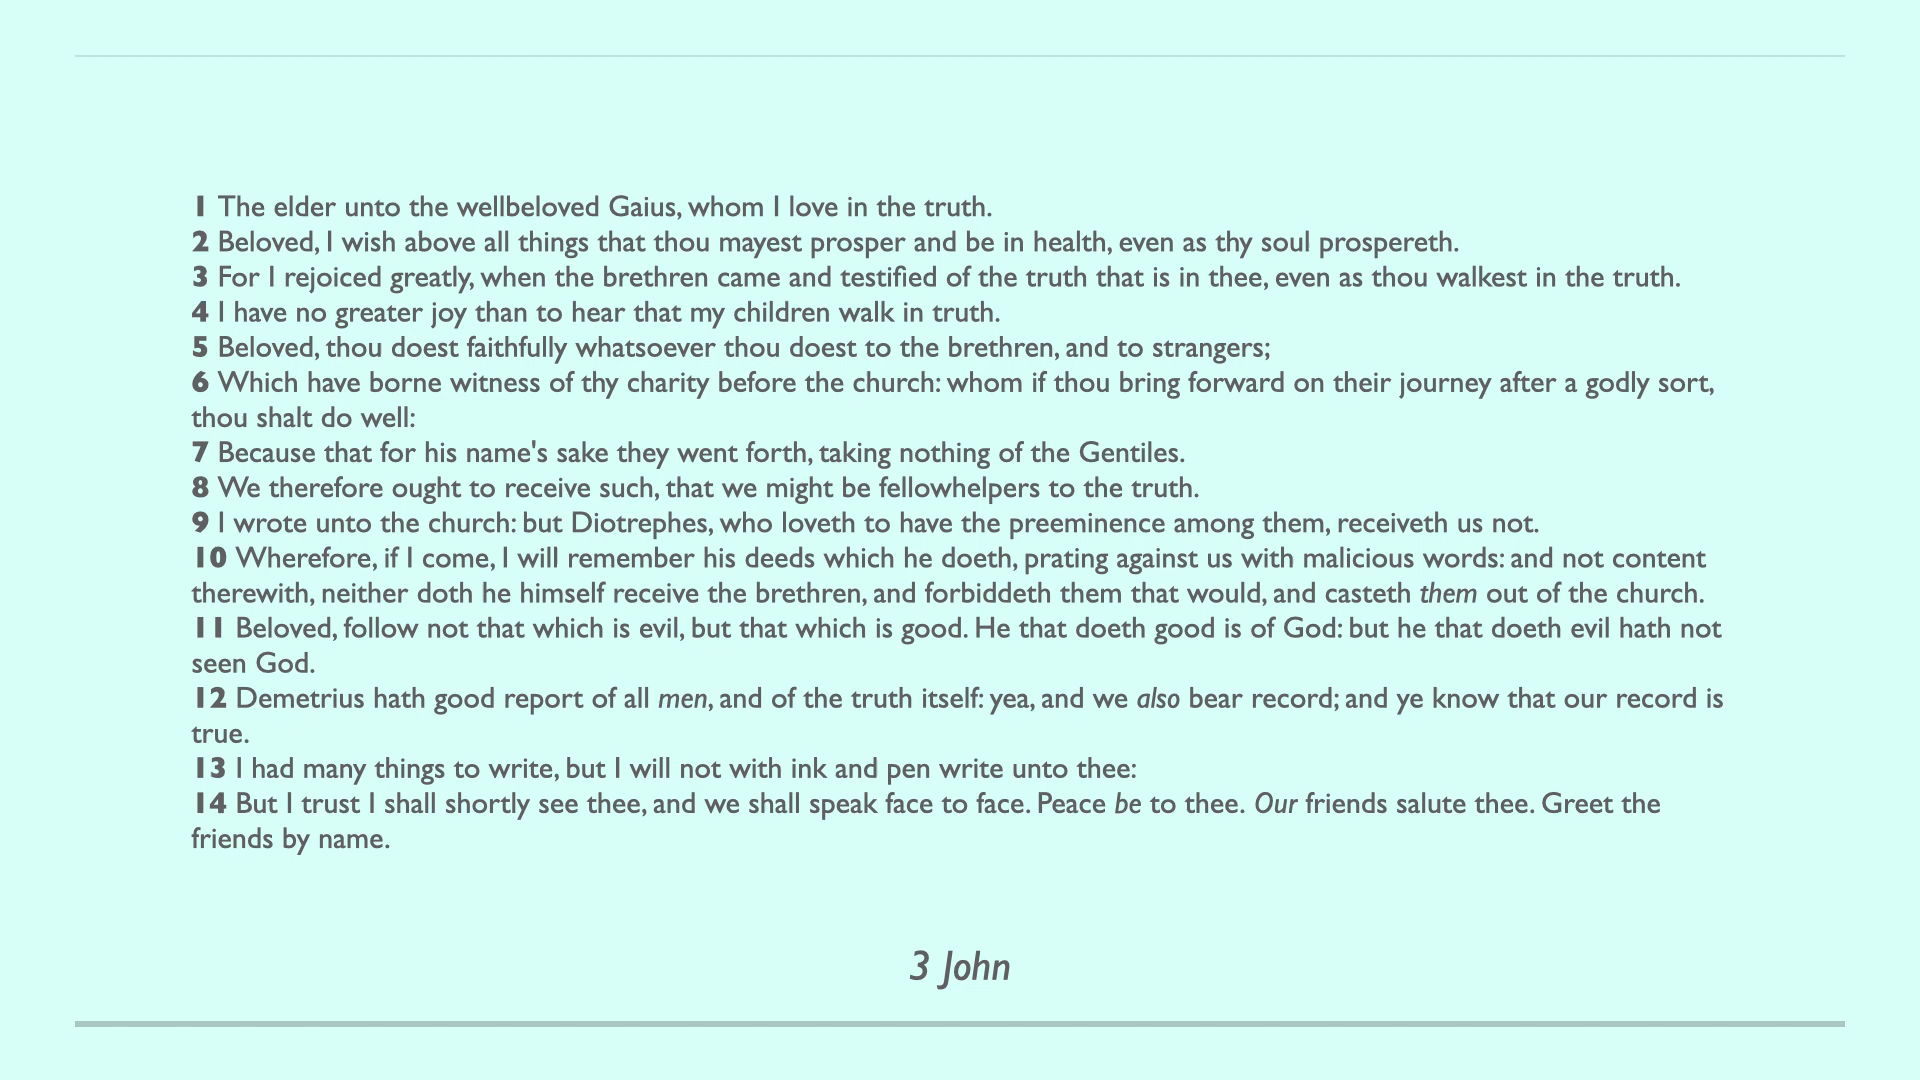 1 The elder unto the wellbeloved Gaius, whom I love in the truth.
2 Beloved, I wish above all things that thou mayest prosper and be in health, even as thy soul prospereth.
3 For I rejoiced greatly, when the brethren came and testified of the truth that is in thee, even as thou walkest in the truth.
4 I have no greater joy than to hear that my children walk in truth.
5 Beloved, thou doest faithfully whatsoever thou doest to the brethren, and to strangers;
6 Which have borne witness of thy charity before the church: whom if thou bring forward on their journey after a godly sort,
thou shalt do well:
7 Because that for his name's sake they went forth, taking nothing of the Gentiles.
8 We therefore ought to receive such, that we might be fellowhelpers to the truth.
9 I wrote unto the church: but Diotrephes, who loveth to have the preeminence among them, receiveth us not.
10 Wherefore, if I come, I will remember his deeds which he doeth, prating against us with malicious words: and not content
therewith, neither doth he himself receive the brethren, and forbiddeth them that would, and casteth them out of the church.
11 Beloved, follow not that which is evil, but that which is good. He that doeth good is of God: but he that doeth evil hath not
seen God.
12 Demetrius hath good report of all men, and of the truth itself: yea, and we also bear record; and ye know that our record is
true.
13 I had many things to write, but I will not with ink and pen write unto thee:
14 But I trust I shall shortly see thee, and we shall speak face to face. Peace be to thee. Our friends salute thee. Greet the
friends by name.
3 John